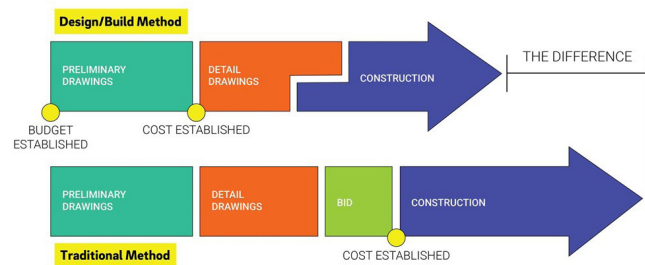 Design/Build Method
THE DIFFERENCE
PRELIMINARY
DRAWINGS
DETAIL
DRAWINGS
CONSTRUCTION
BUDGET
ESTABLISHED
COST ESTABLISHED
PRELIMINARY
DRAWINGS
DETAIL
DRAWINGS
BID
CONSTRUCTION
Traditional Method
COST ESTABLISHED